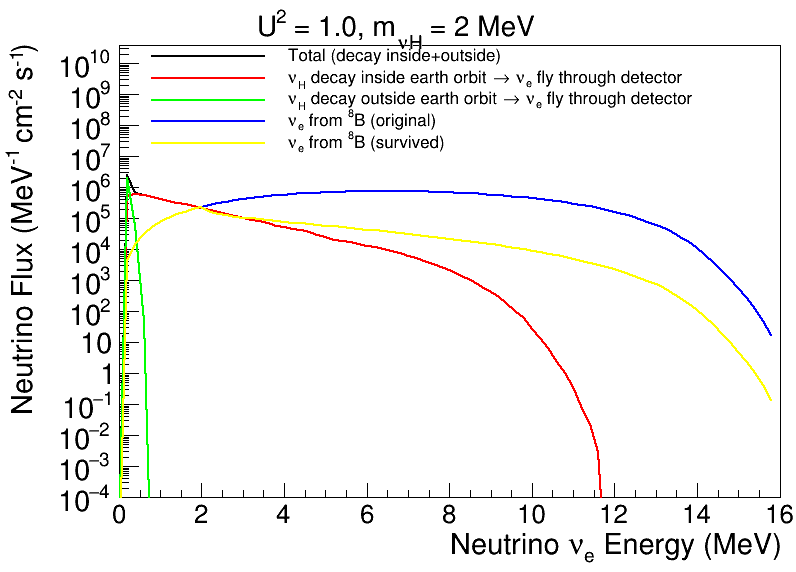 U² = 1.0, m_νH = 2 MeV
Total (decay inside+outside)
ν_H decay inside earth orbit → ν_e fly through detector
ν_H decay outside earth orbit → ν_e fly through detector
ν_e from ⁸B (original)
ν_e from ⁸B (survived)
Neutrino Flux (MeV⁻¹ cm⁻² s⁻¹)
10¹⁰
10⁹
10⁸
10⁷
10⁶
10⁵
10⁴
10³
10²
10
1
10⁻¹
10⁻²
10⁻³
10⁻⁴
0 2 4 6 8 10 12 14 16
Neutrino ν_e Energy (MeV)